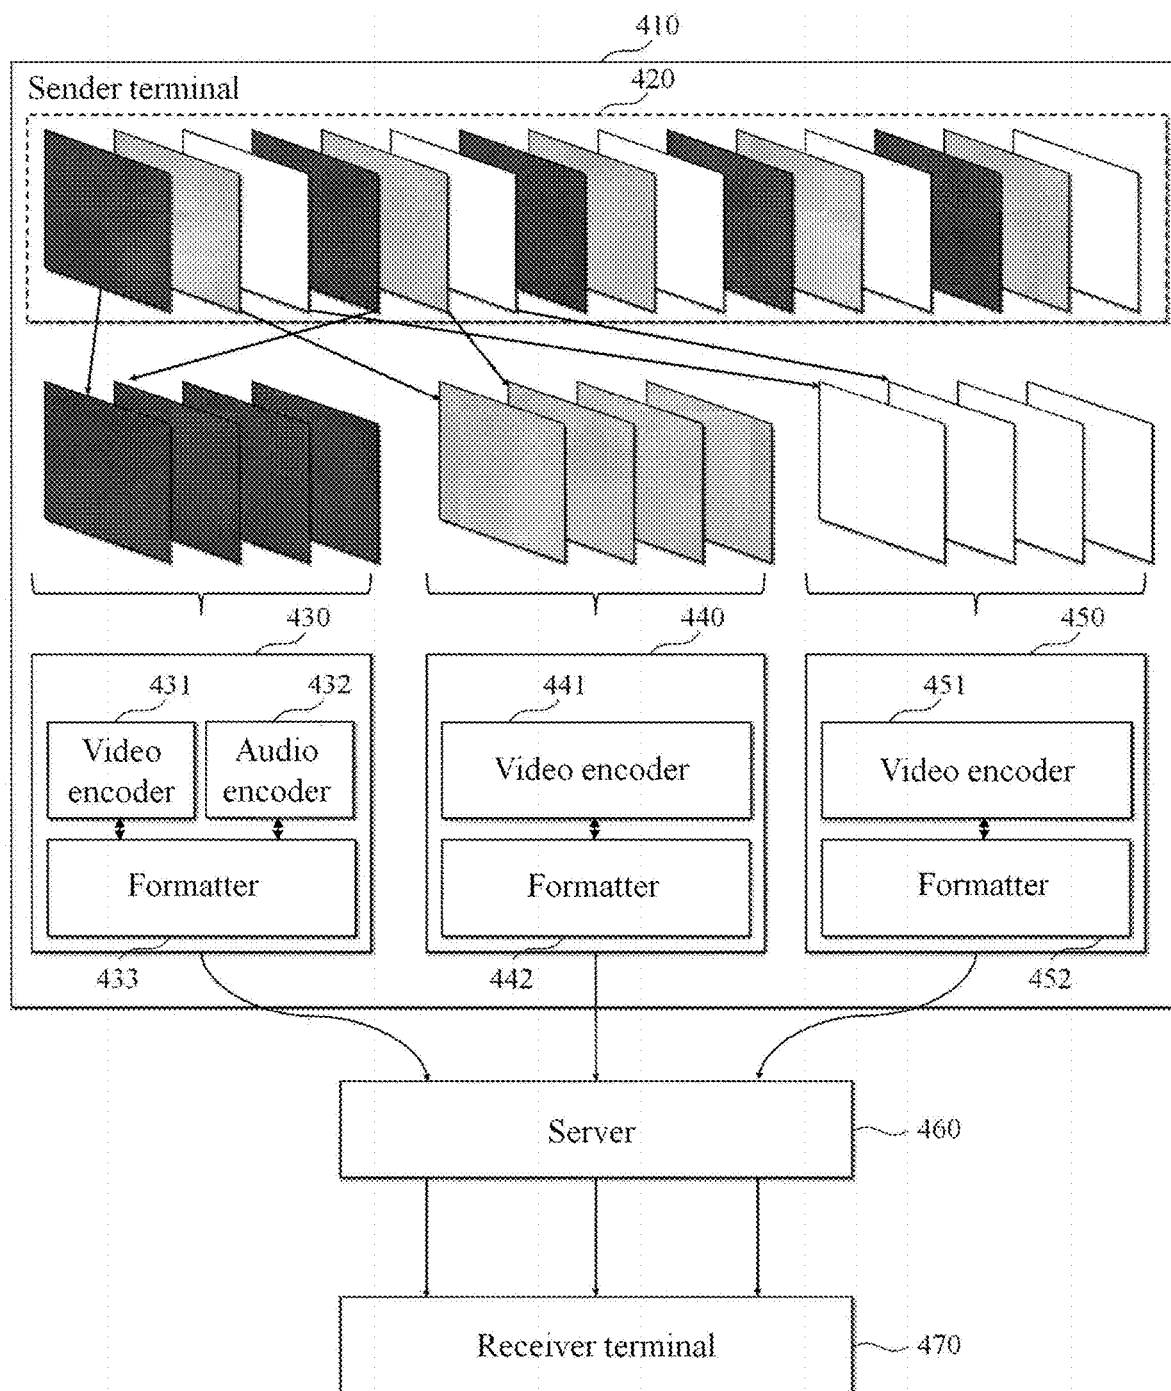 410
Sender terminal
420
430
440
450
431
432
441
451
Video
encoder
Audio
encoder
Video encoder
Video encoder
Formatter
Formatter
Formatter
433
442
452
Server
460
Receiver terminal
470